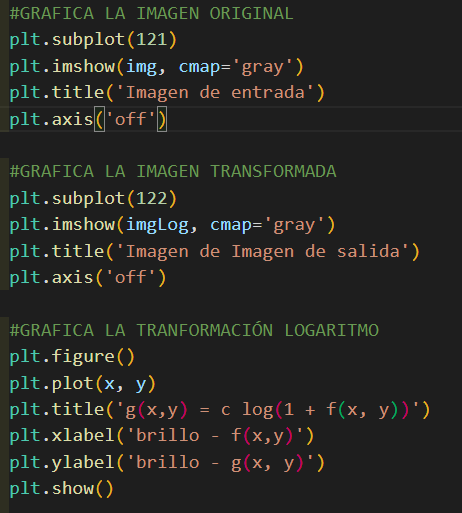 #GRAFICA LA IMAGEN ORIGINAL
plt.subplot(121)
plt.imshow(img, cmap='gray')
plt.title('Imagen de entrada')
plt.axis('off')
#GRAFICA LA IMAGEN TRANSFORMADA
plt.subplot(122)
plt.imshow(imgLog, cmap='gray')
plt.title('Imagen de Imagen de salida')
plt.axis('off')
#GRAFICA LA TRANFORMACIÓN LOGARITMO
plt.figure()
plt.plot(x, y)
plt.title('g(x,y) = c log(1 + f(x, y))')
plt.xlabel('brillo - f(x,y)')
plt.ylabel('brillo - g(x, y)')
plt.show()